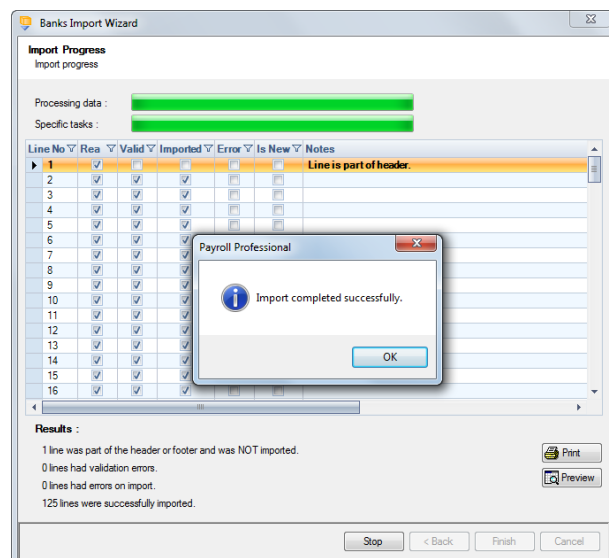 Banks Import Wizard
Import Progress
Import progress
Processing data :
Specific tasks :
Line No Rea Valid Imported Error Is New Notes
1 Line is part of header.
2
3
4
5
6
7
8
9
10
11
12
13
14
15
16
Payroll Professional
Import completed successfully.
OK
Results :
1 line was part of the header or footer and was NOT imported.
0 lines had validation errors.
0 lines had errors on import.
125 lines were successfully imported.
Print
Preview
Stop < Back Finish Cancel